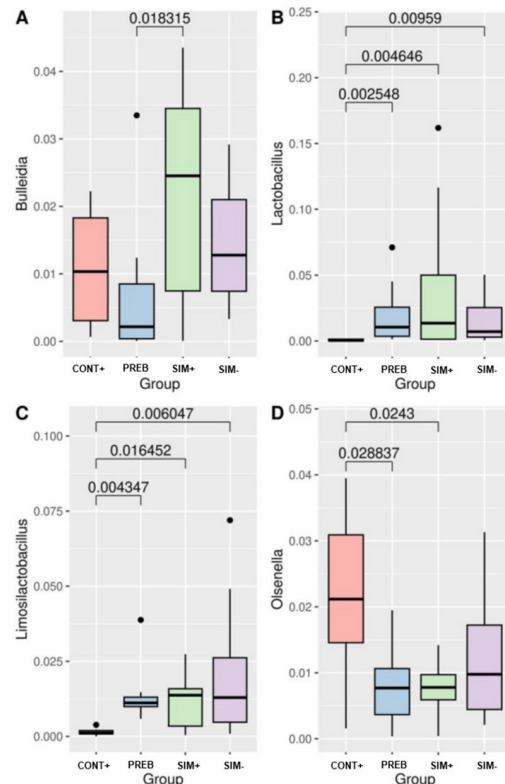 A
0.018315
Bulleidia
0.04
0.03
0.02
0.01
0.00
CONT+ PREB SIM+ SIM-
Group
B
0.00959
0.004646
0.002548
Lactobacillus
0.25
0.20
0.15
0.10
0.05
0.00
CONT+ PREB SIM+ SIM-
Group
C
0.006047
0.016452
0.004347
Limosilactobacillus
0.100
0.075
0.050
0.025
0.000
CONT+ PREB SIM+ SIM-
Group
D
0.0243
0.028837
Olsenella
0.05
0.04
0.03
0.02
0.01
0.00
CONT+ PREB SIM+ SIM-
Group